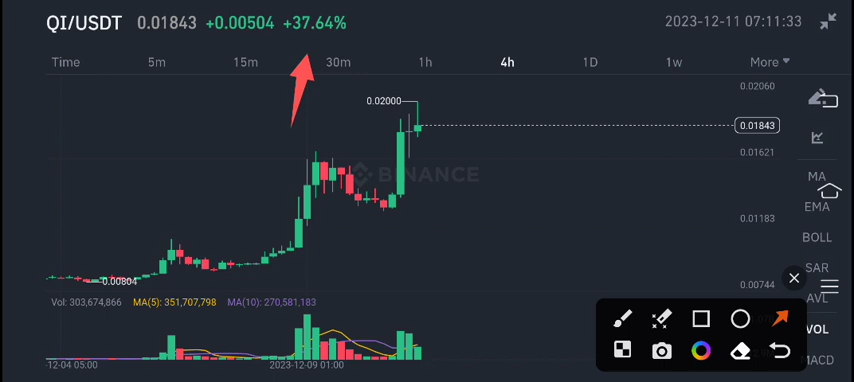 QI/USDT 0.01843 +0.00504 +37.64% 2023-12-11 07:11:33
Time 5m 15m 30m 1h 4h 1D 1w More
0.02060
0.02000
0.01843
0.01621
BINANCE
MA
EMA
0.01183
BOLL
SAR
0.00804
0.00744
AVL
Vol: 303,674,866 MA(5): 351,707,798 MA(10): 270,581,183
VOL
MACD
12-04 05:00 2023-12-09 01:00